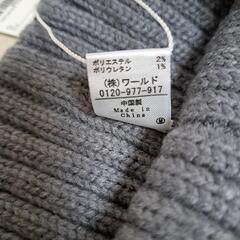 ポリエステル 2%
ポリウレタン 1%
(株)ワールド
0120-977-917
中国製
Made in
China